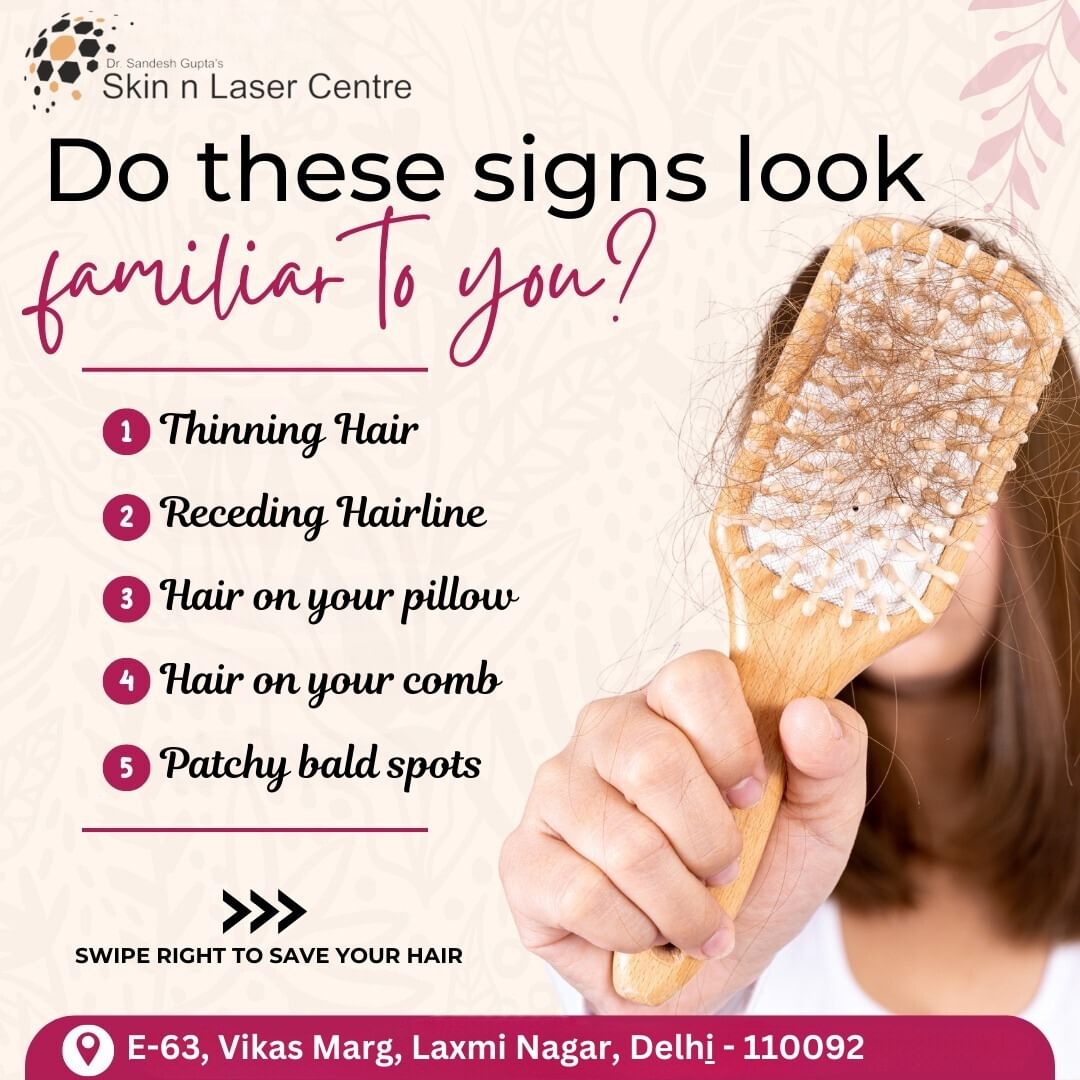 Dr. Sandesh Gupta's
Skin n Laser Centre
Do these signs look
familiar to you?
1 Thinning Hair
2 Receding Hairline
3 Hair on your pillow
4 Hair on your comb
5 Patchy bald spots
>>>
SWIPE RIGHT TO SAVE YOUR HAIR
E-63, Vikas Marg, Laxmi Nagar, Delhi - 110092